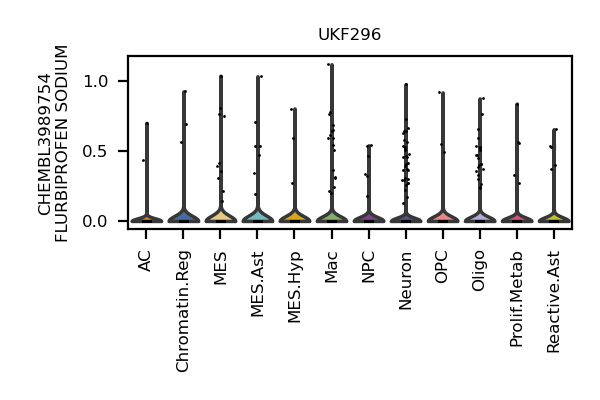 UKF296
CHEMBL3989754
FLURBIPROFEN SODIUM
1.0
0.5
0.0
AC
Chromatin.Reg
MES
MES.Ast
MES.Hyp
Mac
NPC
Neuron
OPC
Oligo
Prolif.Metab
Reactive.Ast